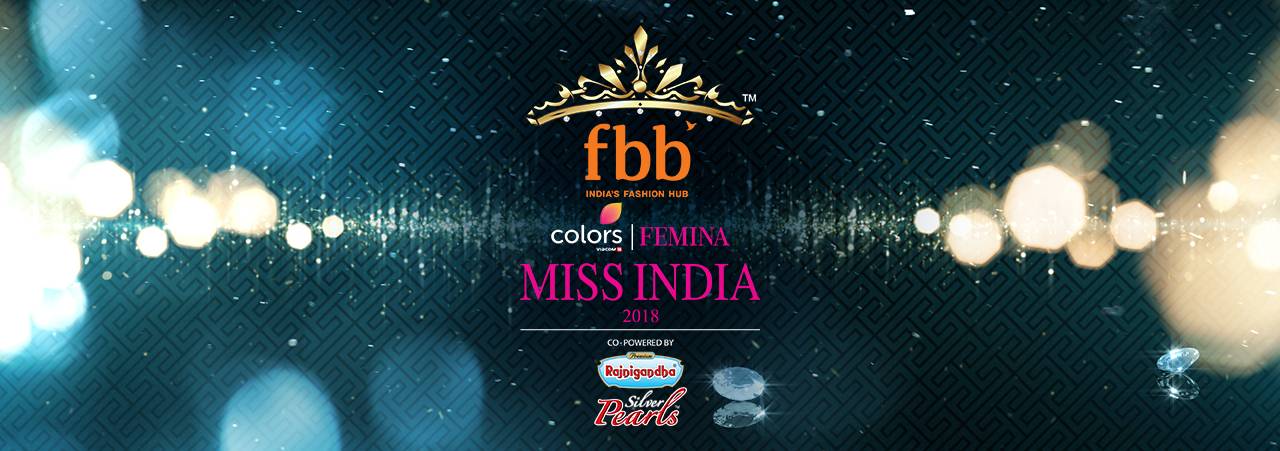 TM
fbb
INDIA'S FASHION HUB
colors | FEMINA
VIACOM 18
MISS INDIA
2018
CO-POWERED BY
Premium
Rajnigandha
Silver
Pearls